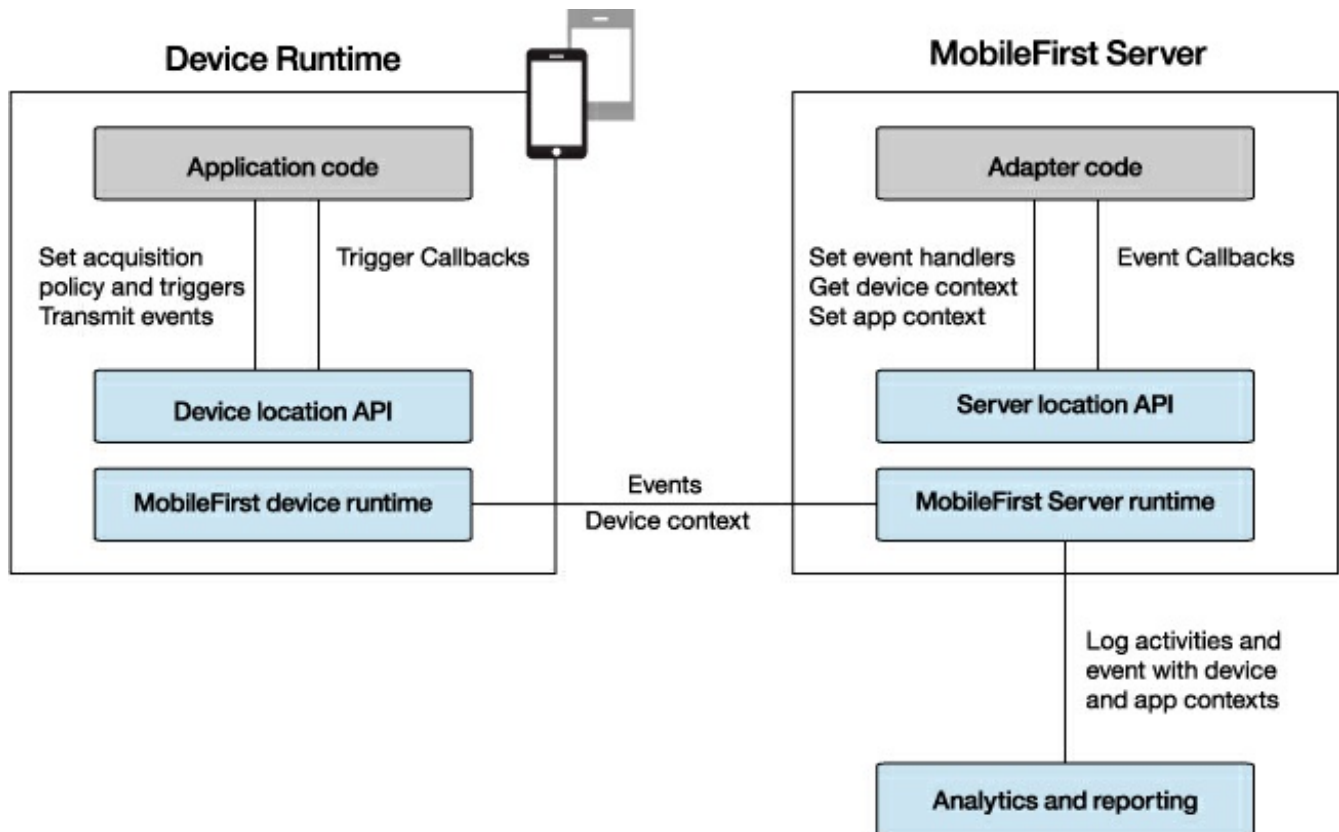 Device Runtime
MobileFirst Server
Application code
Adapter code
Set acquisition
policy and triggers
Transmit events
Trigger Callbacks
Set event handlers
Get device context
Set app context
Event Callbacks
Device location API
Server location API
MobileFirst device runtime
Events
Device context
MobileFirst Server runtime
Log activities and
event with device
and app contexts
Analytics and reporting